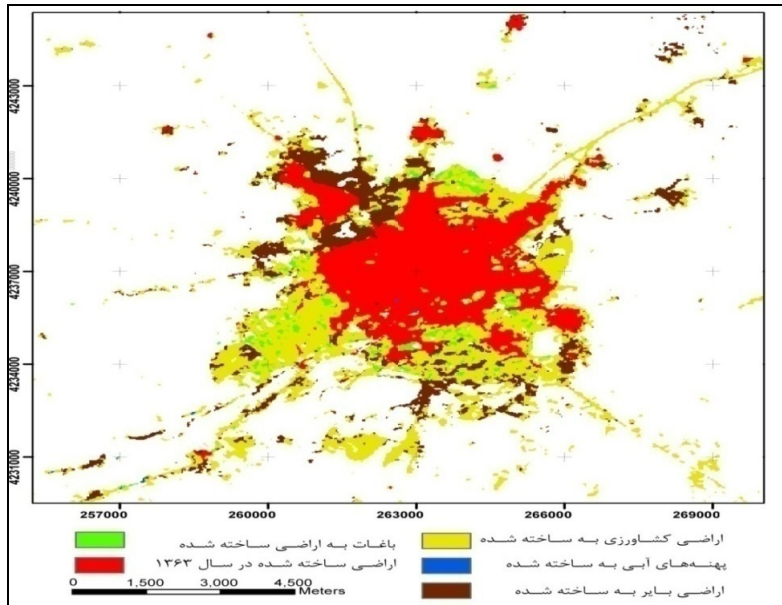 4243000
4240000
4237000
4234000
4231000
257000 260000 263000 266000 269000
اراضی کشاورزی به ساخته شده
باغات به اراضی ساخته شده
پهنه‌های آبی به ساخته شده
اراضی ساخته شده در سال ۱۳۶۳
اراضی بایر به ساخته شده
0 1,500 3,000 4,500
Meters